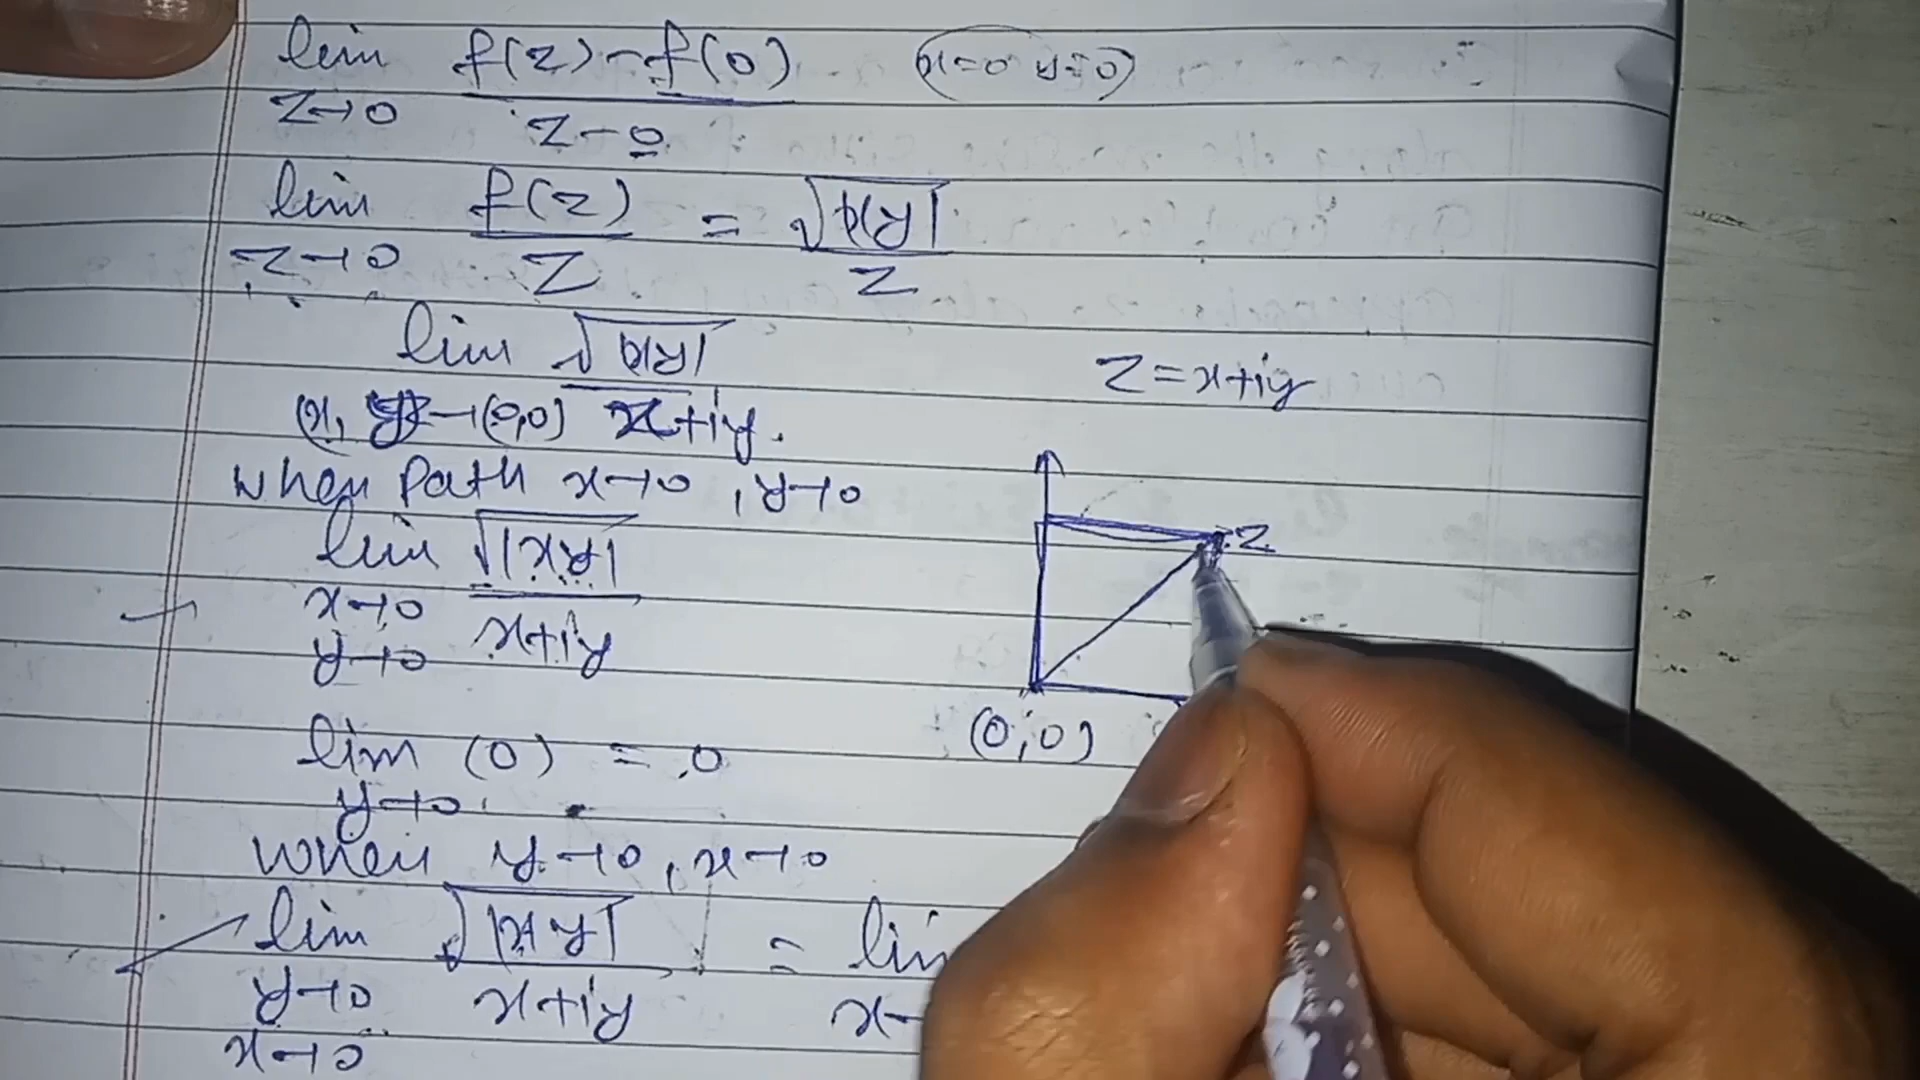 lim f(z)-f(0) (x=0 y=0)
z→0 z-0
lim f(z) = √|xy|
z→0 z z
lim √|xy| z=x+iy
(x, y)→(0,0) x+iy.
when Path x→0, y→0
lim √|xy| z
x→0 x+iy
y→0
(0,0)
lim (0) = 0
y→0
when y→0, x→0
lim √|xy| = lim
y→0 x+iy x→
x→0